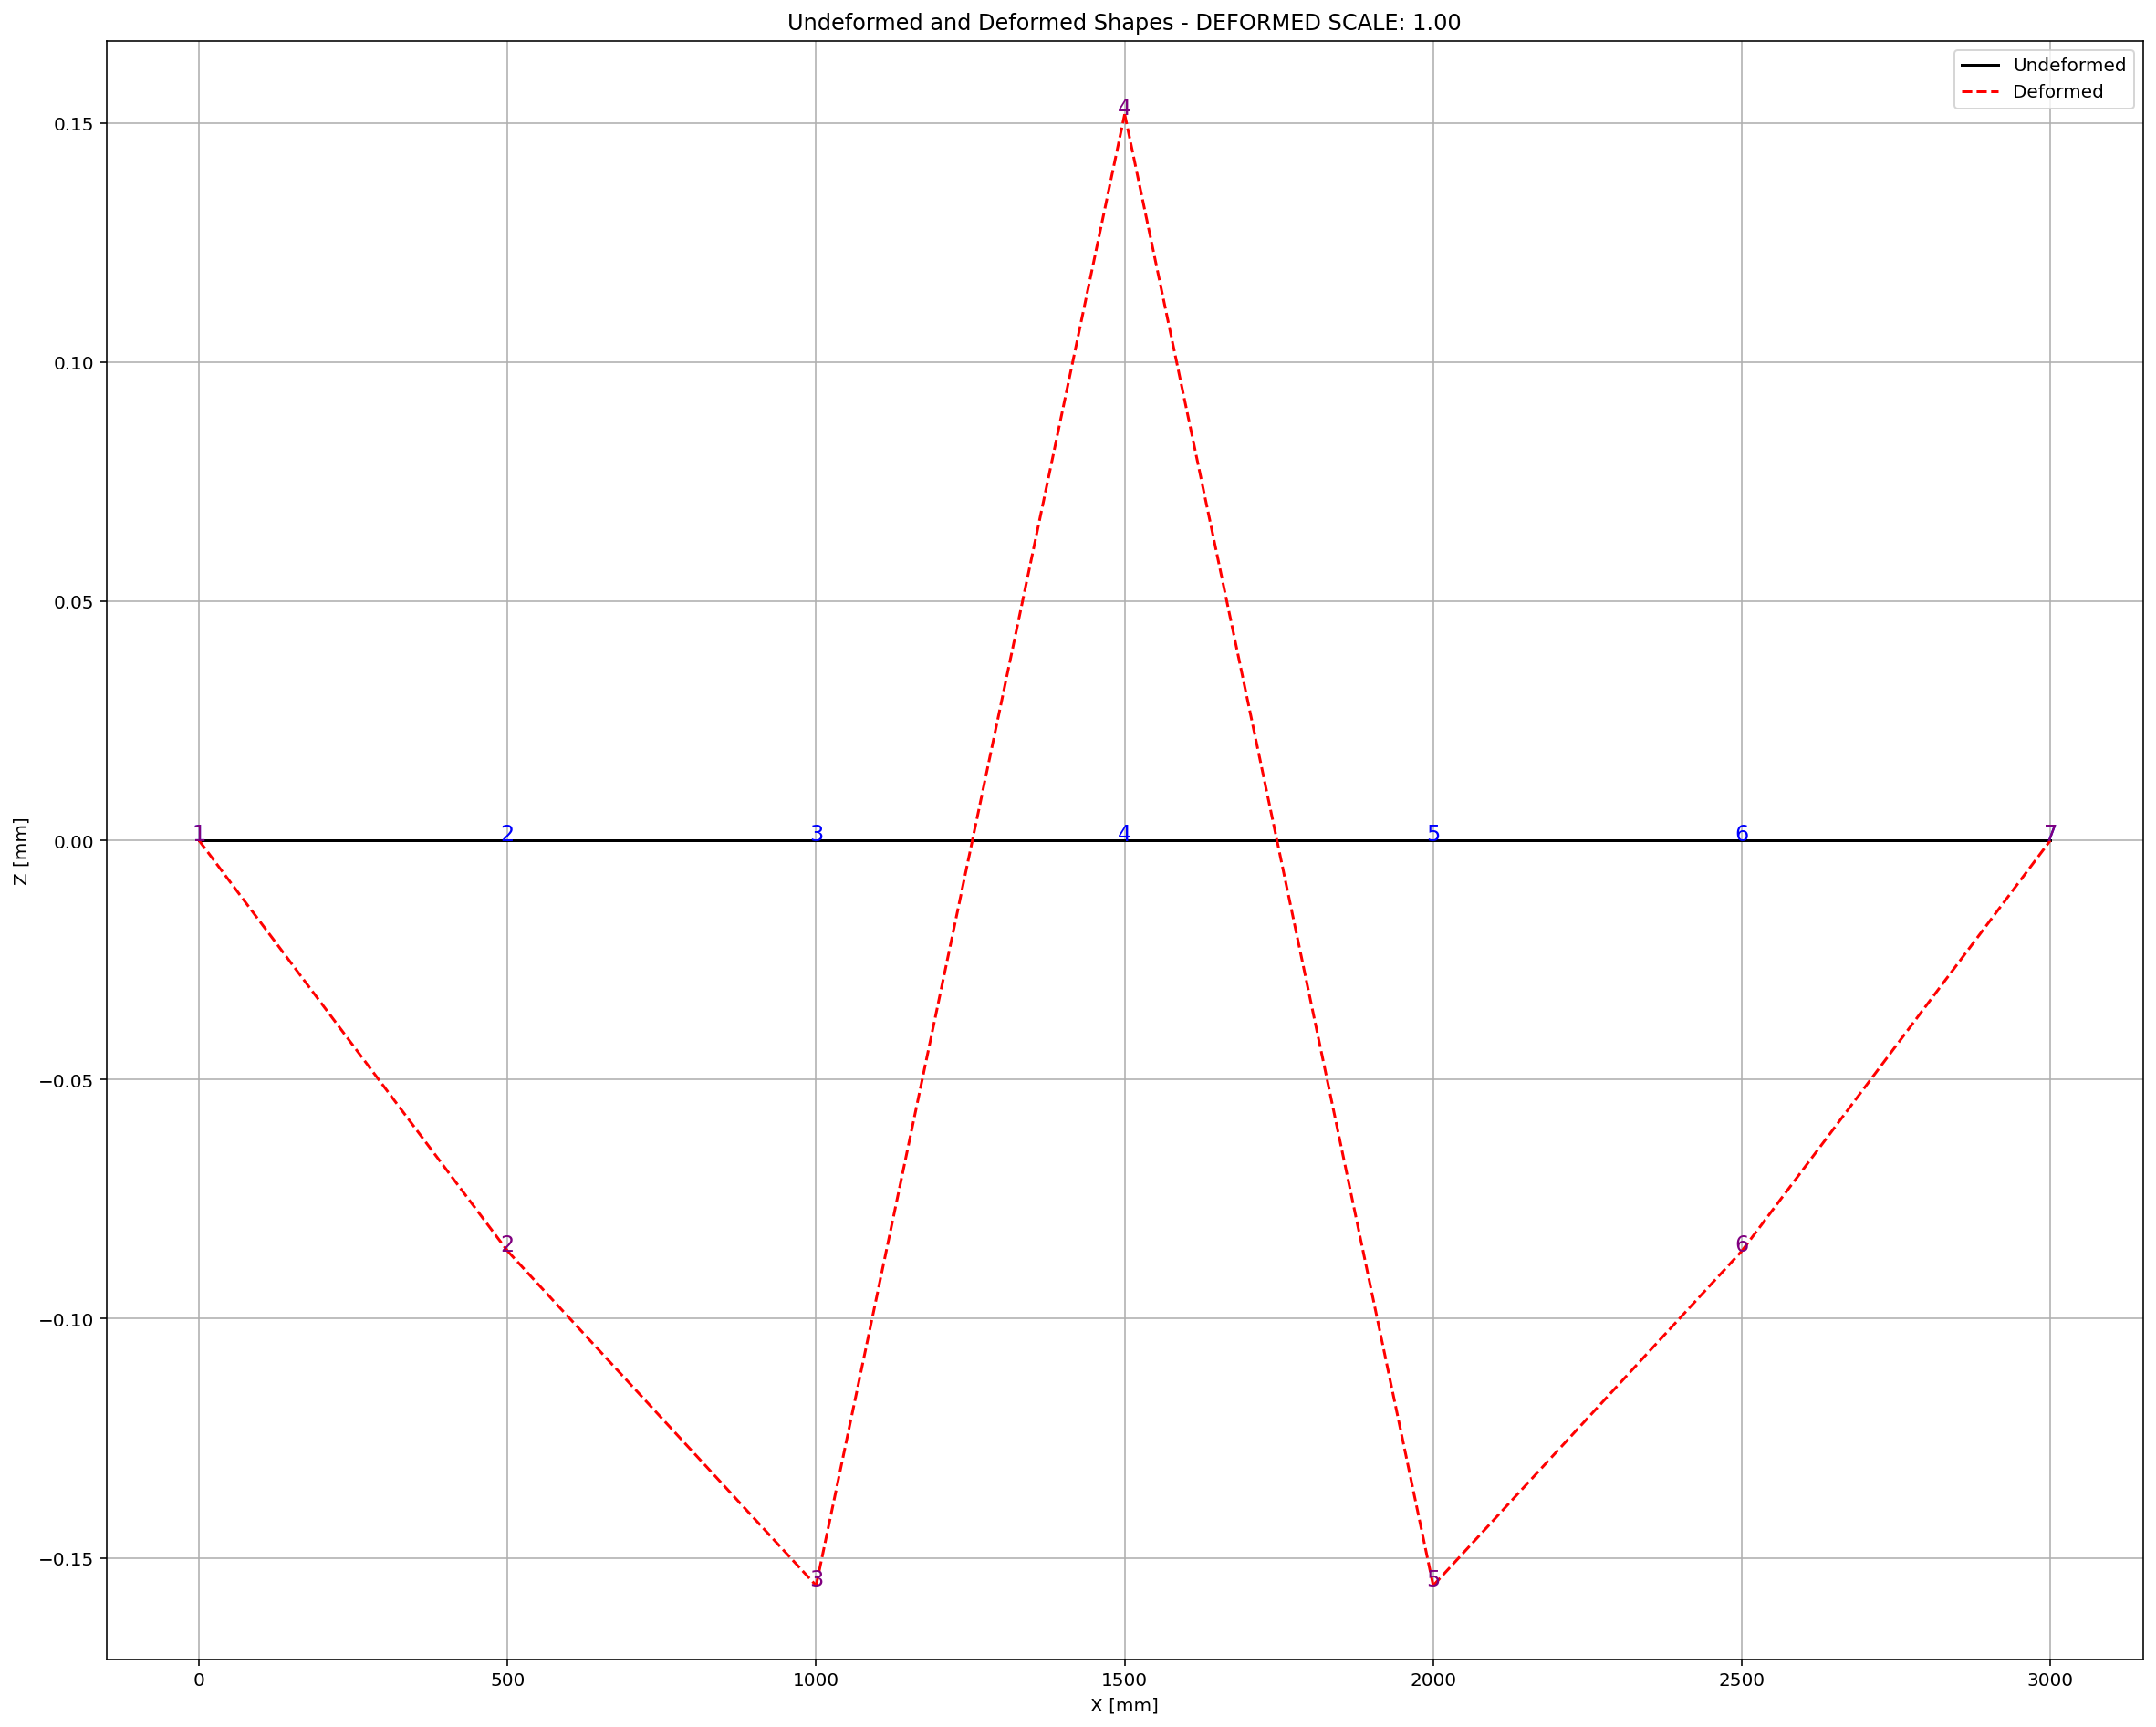 Undeformed and Deformed Shapes - DEFORMED SCALE: 1.00
Undeformed
Deformed
Z [mm]
0.15
0.10
0.05
0.00
−0.05
−0.10
−0.15
4
1 2 3 4 5 6 7
2 6
3 5
0 500 1000 1500 2000 2500 3000
X [mm]